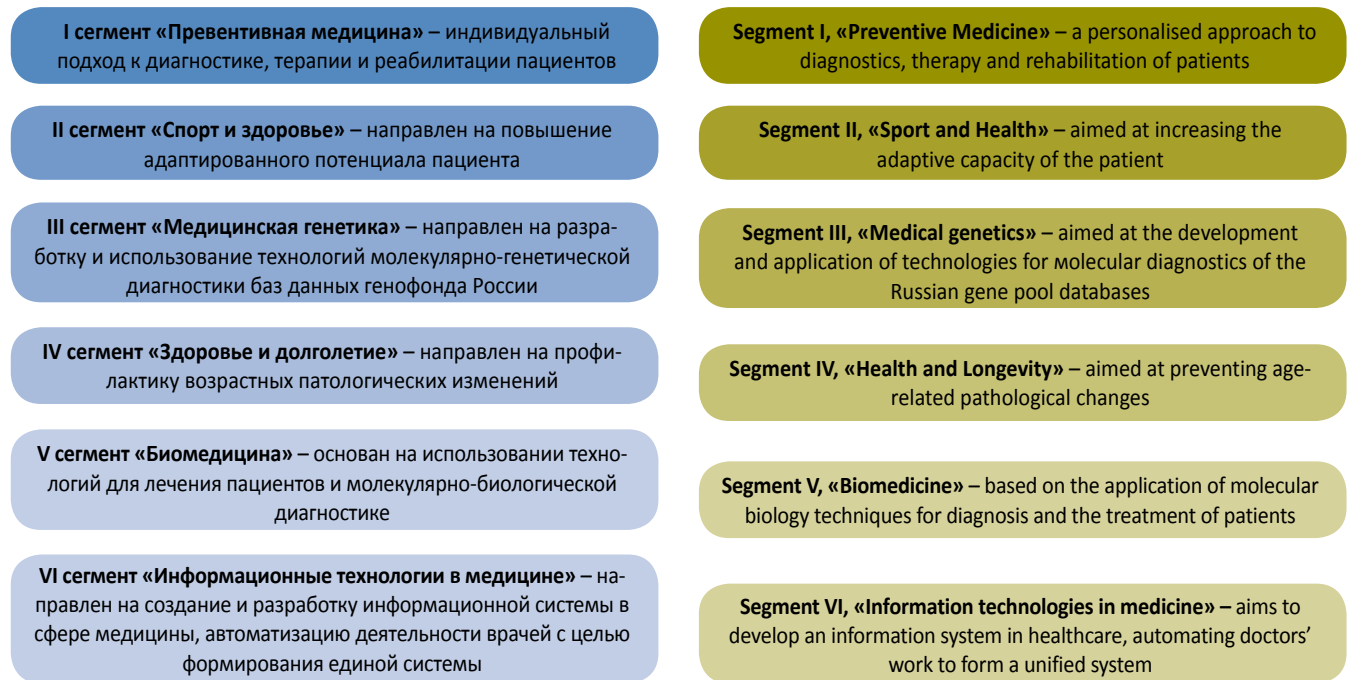 I сегмент «Превентивная медицина» – индивидуальный
подход к диагностике, терапии и реабилитации пациентов
II сегмент «Спорт и здоровье» – направлен на повышение
адаптированного потенциала пациента
III сегмент «Медицинская генетика» – направлен на разра-
ботку и использование технологий молекулярно-генетической
диагностики баз данных генофонда России
IV сегмент «Здоровье и долголетие» – направлен на профи-
лактику возрастных патологических изменений
V сегмент «Биомедицина» – основан на использовании техно-
логий для лечения пациентов и молекулярно-биологической
диагностике
VI сегмент «Информационные технологии в медицине» – на-
правлен на создание и разработку информационной системы в
сфере медицины, автоматизацию деятельности врачей с целью
формирования единой системы
Segment I, «Preventive Medicine» – a personalised approach to
diagnostics, therapy and rehabilitation of patients
Segment II, «Sport and Health» – aimed at increasing the
adaptive capacity of the patient
Segment III, «Medical genetics» – aimed at the development
and application of technologies for мolecular diagnostics of the
Russian gene pool databases
Segment IV, «Health and Longevity» – aimed at preventing age-
related pathological changes
Segment V, «Biomedicine» – based on the application of molecular
biology techniques for diagnosis and the treatment of patients
Segment VI, «Information technologies in medicine» – aims to
develop an information system in healthcare, automating doctors’
work to form a unified system